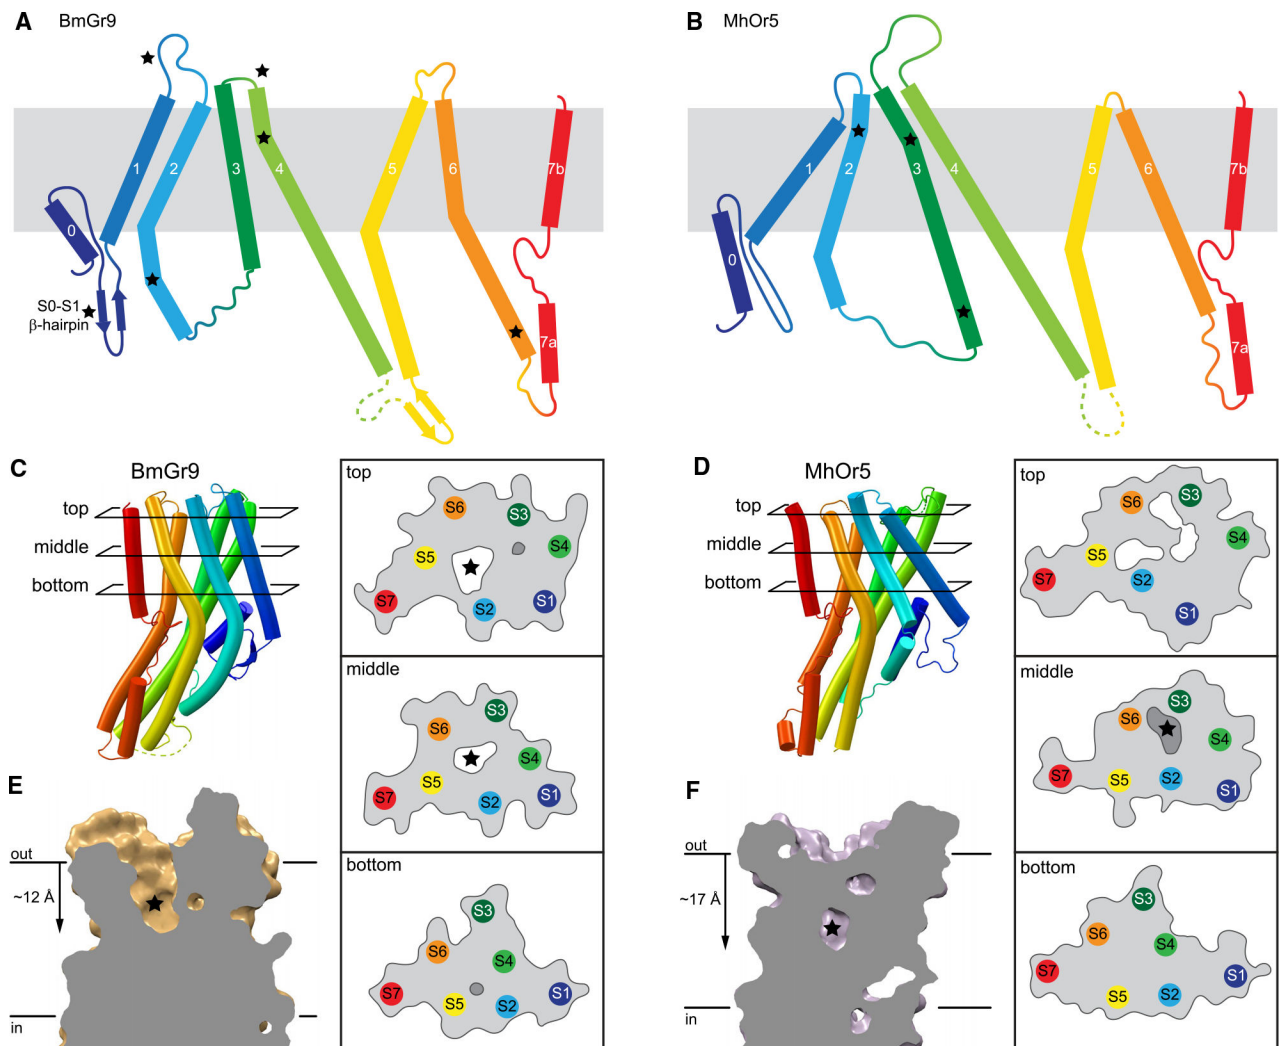 A BmGr9
B MhOr5
1 2 3 4 5 6 7b
0
S0-S1
β-hairpin
7a
1 2 3 4 5 6 7b
0
7a
C BmGr9
top
middle
bottom
top
S6 S3
S5 S4
S7 S2 S1
middle
S3
S6
S4
S5
S7 S2 S1
bottom
S3
S6
S4
S7 S5 S2 S1
D MhOr5
top
middle
bottom
top
S6 S3
S4
S5
S7 S2
S1
middle
S3
S6
S4
S7 S5 S2
S1
bottom
S3
S6
S4
S7 S1
S5 S2
E
out
~12 Å
in
F
out
~17 Å
in